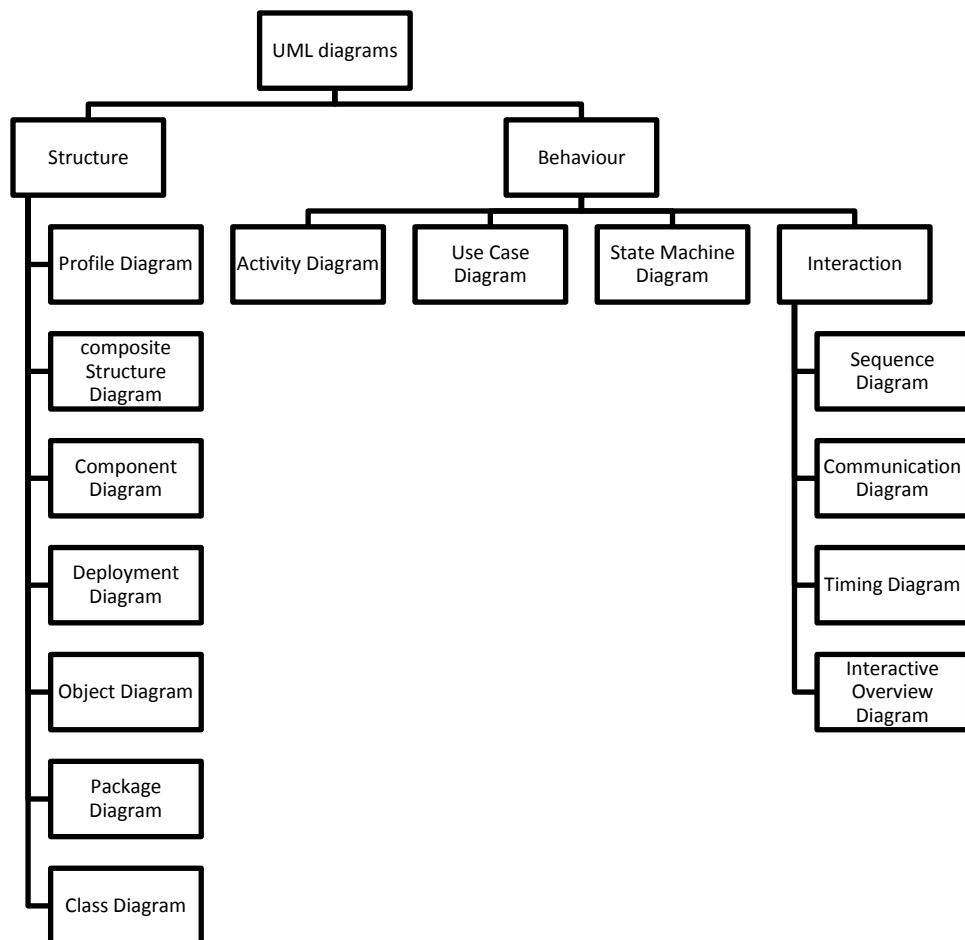 UML diagrams
Structure
Behaviour
Profile Diagram
Activity Diagram
Use Case
Diagram
State Machine
Diagram
Interaction
composite
Structure
Diagram
Sequence
Diagram
Component
Diagram
Communication
Diagram
Deployment
Diagram
Timing Diagram
Object Diagram
Interactive
Overview
Diagram
Package
Diagram
Class Diagram